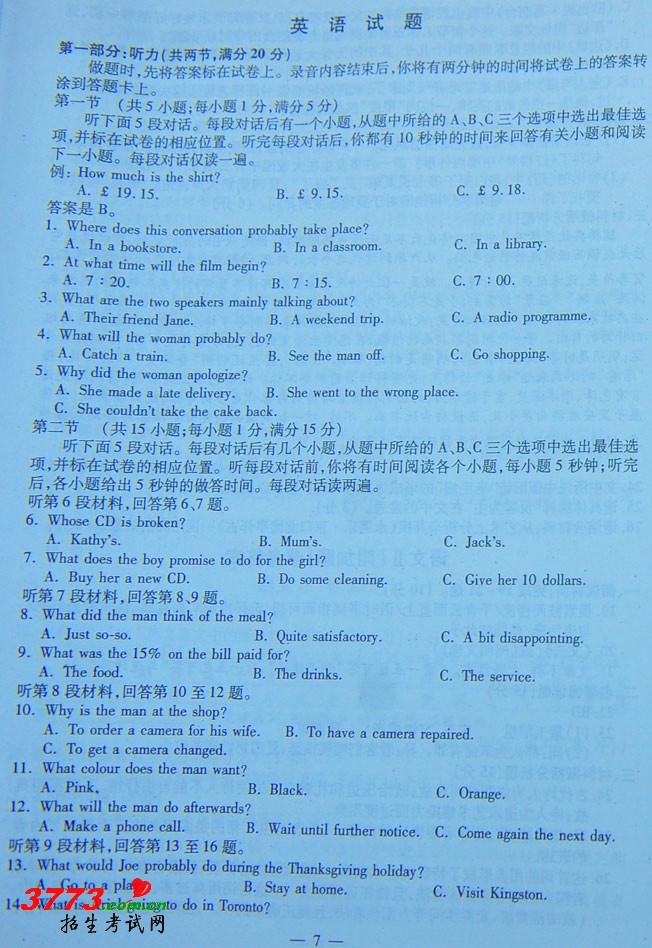 英 语 试 题
第一部分:听力(共两节,满分20分)
做题时,先将答案标在试卷上。录音内容结束后,你将有两分钟的时间将试卷上的答案转
涂到答题卡上。
第一节 (共5小题;每小题1分,满分5分)
听下面5段对话。每段对话后有一个小题,从题中所给的A、B、C三个选项中选出最佳选
项,并标在试卷的相应位置。听完每段对话后,你都有10秒钟的时间来回答有关小题和阅读
下一小题。每段对话仅读一遍。
例: How much is the shirt?
A. £ 19.15. B. £ 9.15. C. £ 9.18.
答案是B。
1. Where does this conversation probably take place?
A. In a bookstore. B. In a classroom. C. In a library.
2. At what time will the film begin?
A. 7:20. B. 7:15. C. 7:00.
3. What are the two speakers mainly talking about?
A. Their friend Jane. B. A weekend trip. C. A radio programme.
4. What will the woman probably do?
A. Catch a train. B. See the man off. C. Go shopping.
5. Why did the woman apologize?
A. She made a late delivery. B. She went to the wrong place.
C. She couldn't take the cake back.
第二节 (共15小题;每小题1分,满分15分)
听下面5段对话。每段对话后有几个小题,从题中所给的A、B、C三个选项中选出最佳选
项,并标在试卷的相应位置。听每段对话前,你将有时间阅读各个小题,每小题5秒钟;听完
后,各小题给出5秒钟的做答时间。每段对话读两遍。
听第6段材料,回答第6、7题。
6. Whose CD is broken?
A. Kathy's. B. Mum's. C. Jack's.
7. What does the boy promise to do for the girl?
A. Buy her a new CD. B. Do some cleaning. C. Give her 10 dollars.
听第7段材料,回答第8、9题。
8. What did the man think of the meal?
A. Just so-so. B. Quite satisfactory. C. A bit disappointing.
9. What was the 15% on the bill paid for?
A. The food. B. The drinks. C. The service.
听第8段材料,回答第10至12题。
10. Why is the man at the shop?
A. To order a camera for his wife. B. To have a camera repaired.
C. To get a camera changed.
11. What colour does the man want?
A. Pink, B. Black. C. Orange.
12. What will the man do afterwards?
A. Make a phone call. B. Wait until further notice. C. Come again the next day.
听第9段材料,回答第13至16题。
13. What would Joe probably do during the Thanksgiving holiday?
A. Go to a play B. Stay at home. C. Visit Kingston.
14. What is to do in Toronto?
3773.com.cn
招生考试网
— 7 —